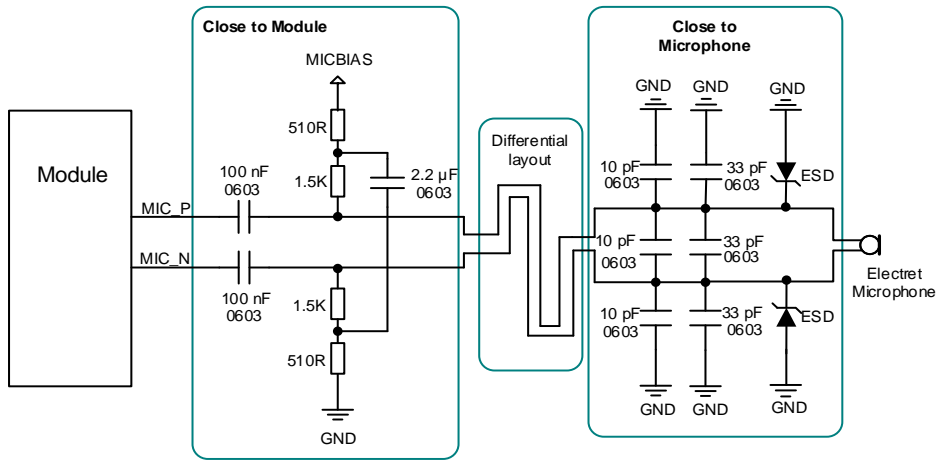 Close to Module
Close to
Microphone
MICBIAS
GND
GND
GND
510R
Differential
layout
Module
100 nF
0603
1.5K
2.2 µF
0603
10 pF
0603
33 pF
0603
ESD
MIC_P
10 pF
0603
33 pF
0603
MIC_N
Electret
Microphone
100 nF
0603
1.5K
10 pF
0603
33 pF
0603
ESD
510R
GND
GND
GND
GND